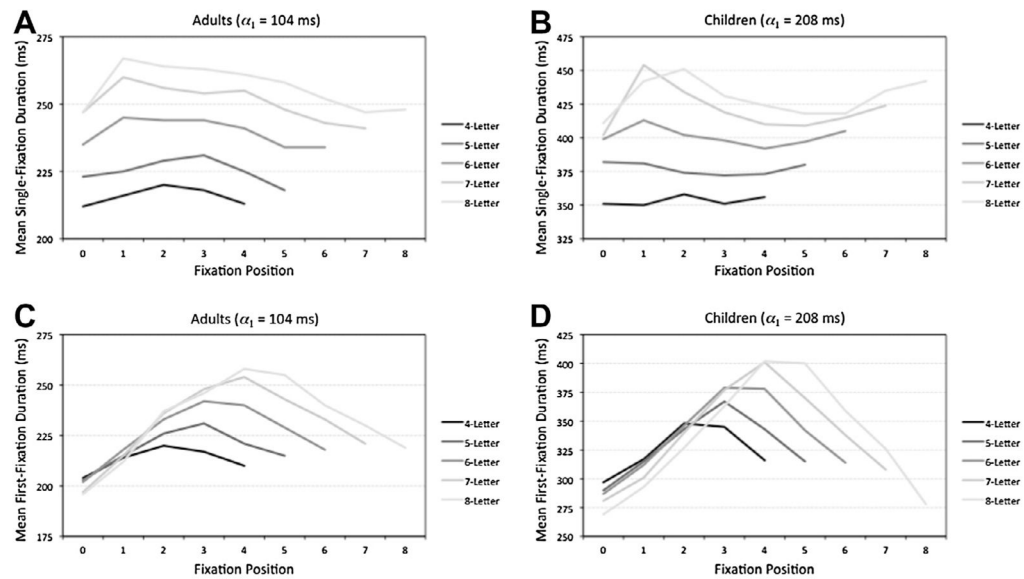 A
Adults (α1 = 104 ms)
Mean Single-Fixation Duration (ms)
275
250
225
200
0 1 2 3 4 5 6 7 8
Fixation Position
4-Letter
5-Letter
6-Letter
7-Letter
8-Letter
B
Children (α1 = 208 ms)
Mean Single-Fixation Duration (ms)
475
450
425
400
375
350
325
0 1 2 3 4 5 6 7 8
Fixation Position
4-Letter
5-Letter
6-Letter
7-Letter
8-Letter
C
Adults (α1 = 104 ms)
Mean First-Fixation Duration (ms)
275
250
225
200
175
0 1 2 3 4 5 6 7 8
Fixation Position
4-Letter
5-Letter
6-Letter
7-Letter
8-Letter
D
Children (α1 = 208 ms)
Mean First-Fixation Duration (ms)
425
400
375
350
325
300
275
250
0 1 2 3 4 5 6 7 8
Fixation Position
4-Letter
5-Letter
6-Letter
7-Letter
8-Letter